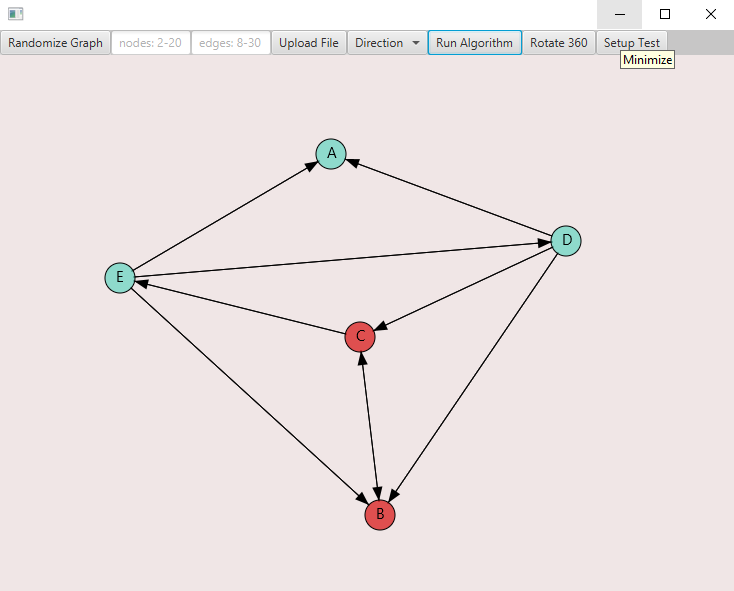 Randomize Graph nodes: 2-20 edges: 8-30 Upload File Direction Run Algorithm Rotate 360 Setup Test
Minimize
A
D
E
C
B